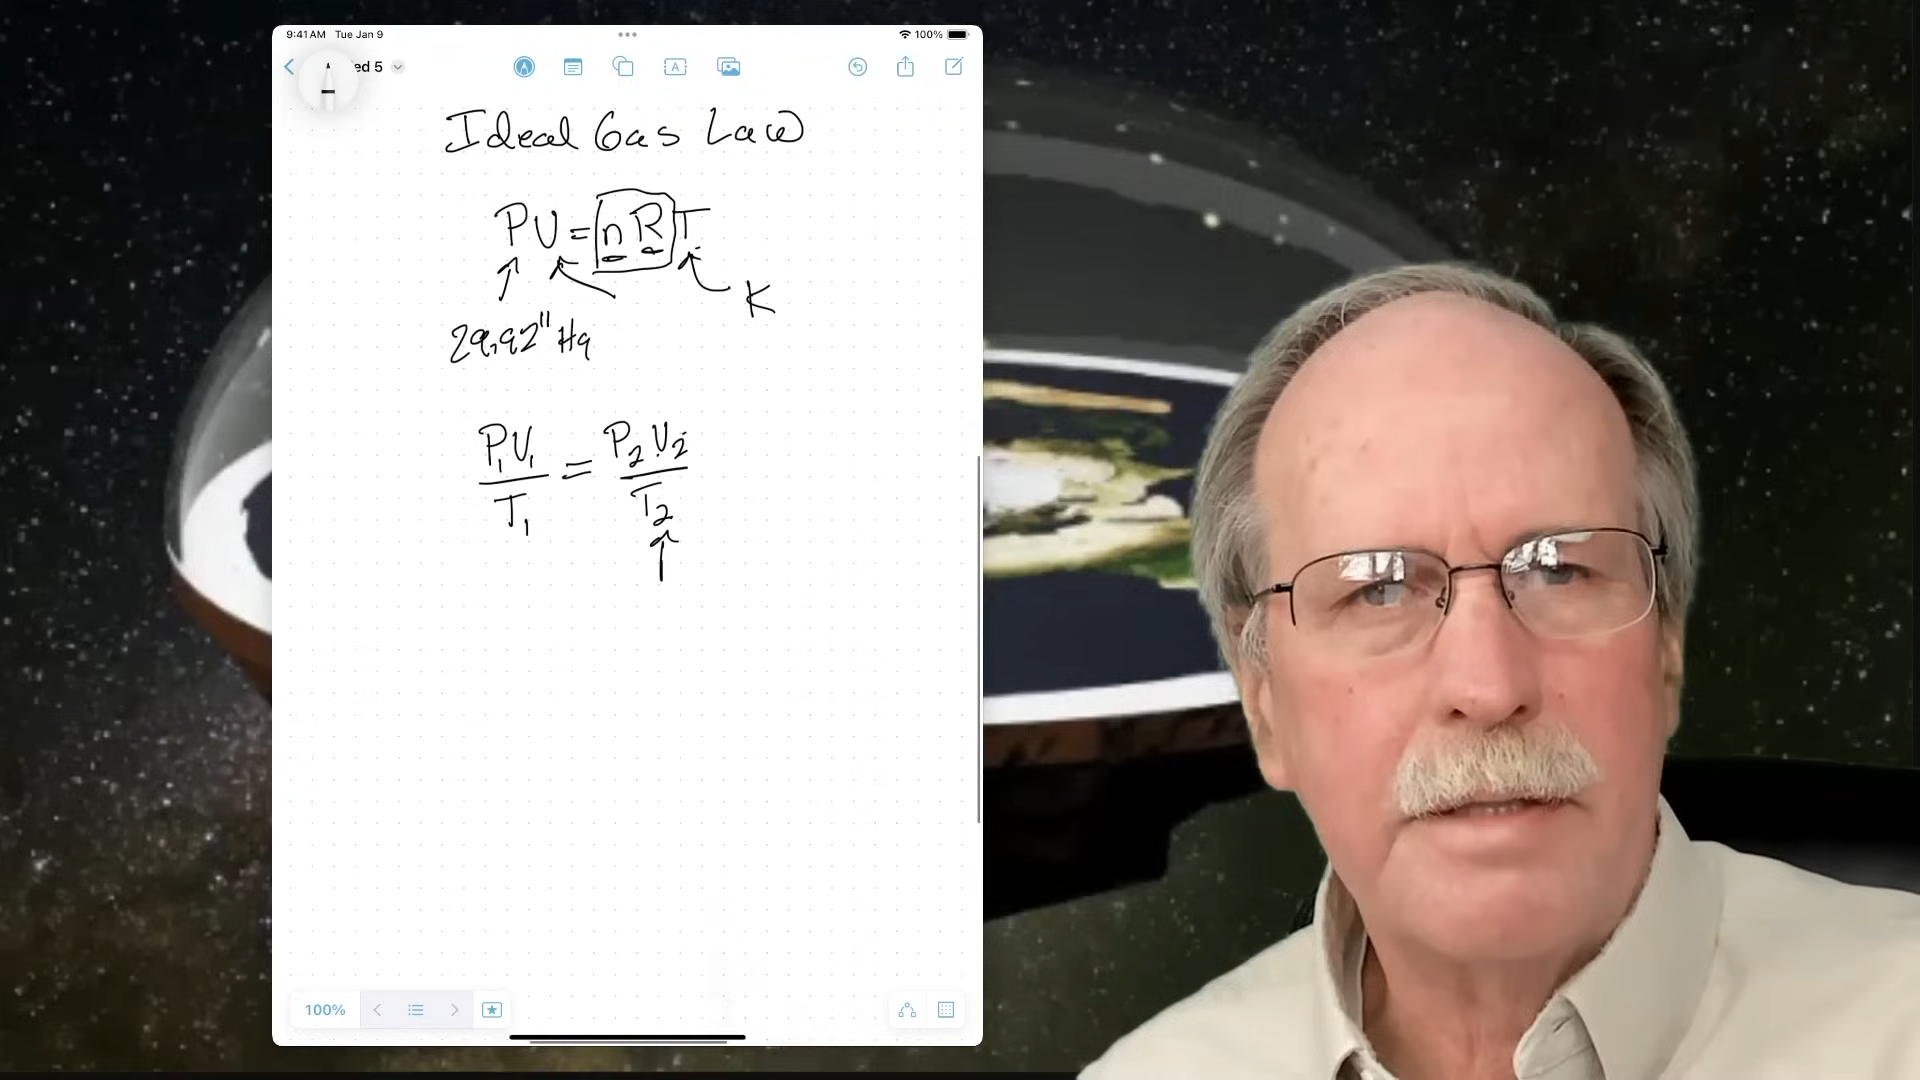 9:41 AM Tue Jan 9
100%
ed 5
Ideal Gas Law
PV = nRT
K
29.92" Hg
P₁V₁ = P₂V₂
T₁ T₂
100%